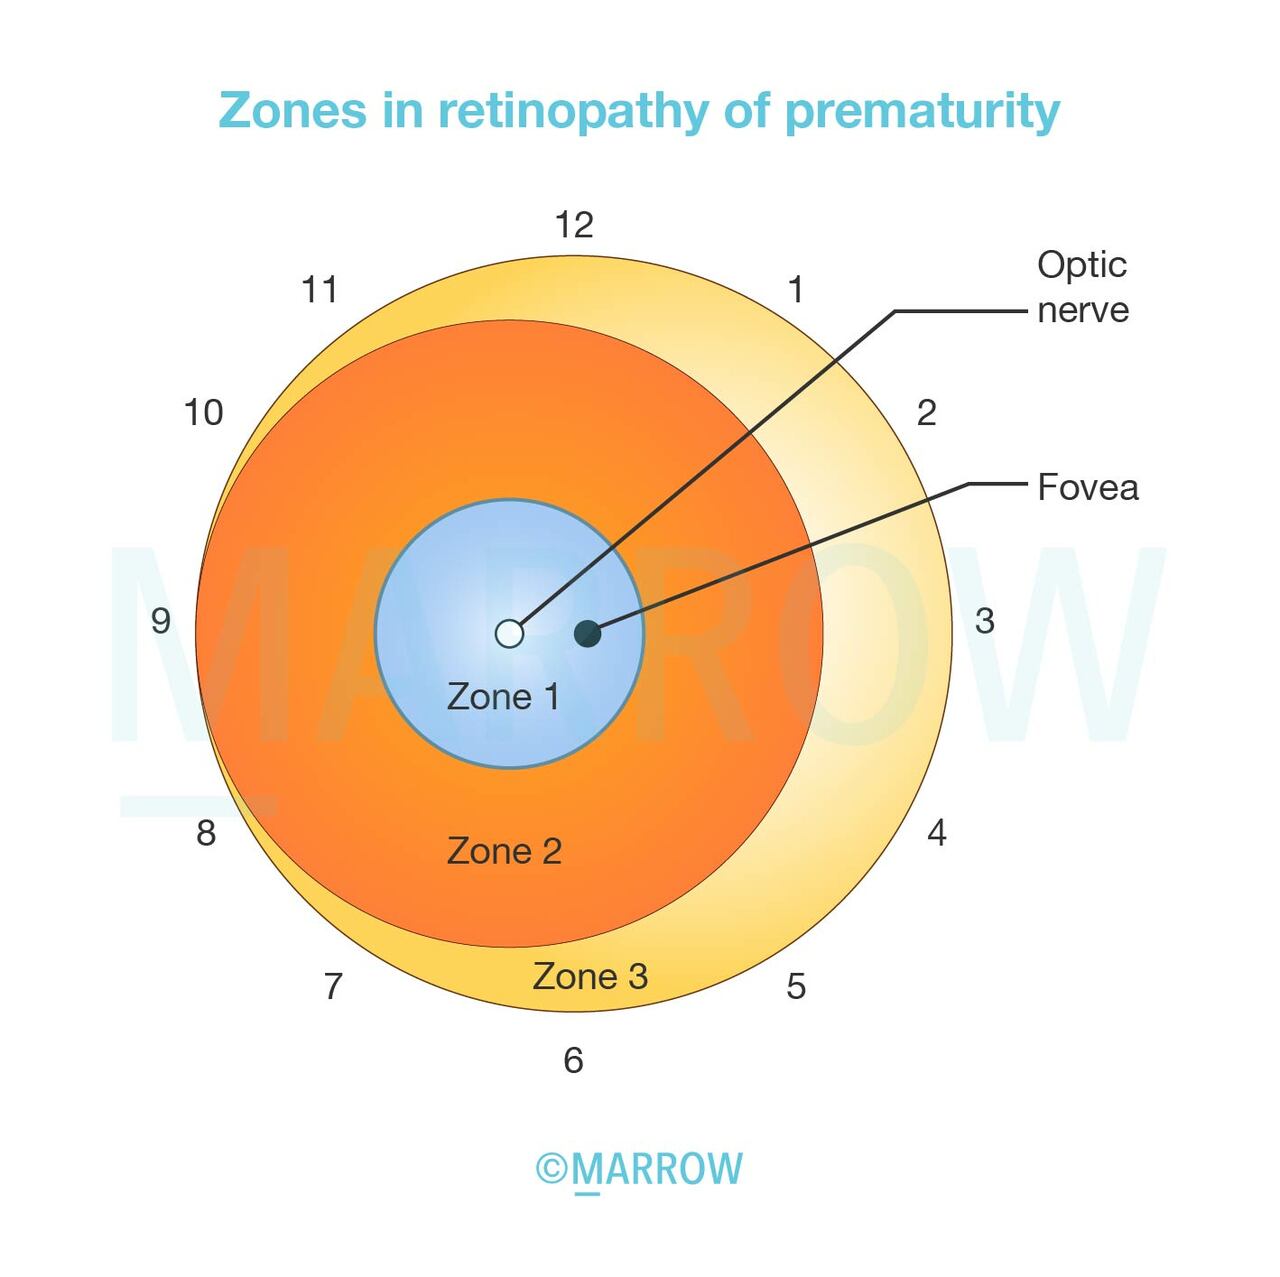 Zones in retinopathy of prematurity
12
11
1
Optic
nerve
10
2
Fovea
9
3
MARROW
Zone 1
8
4
Zone 2
Zone 3
7
5
6
©MARROW